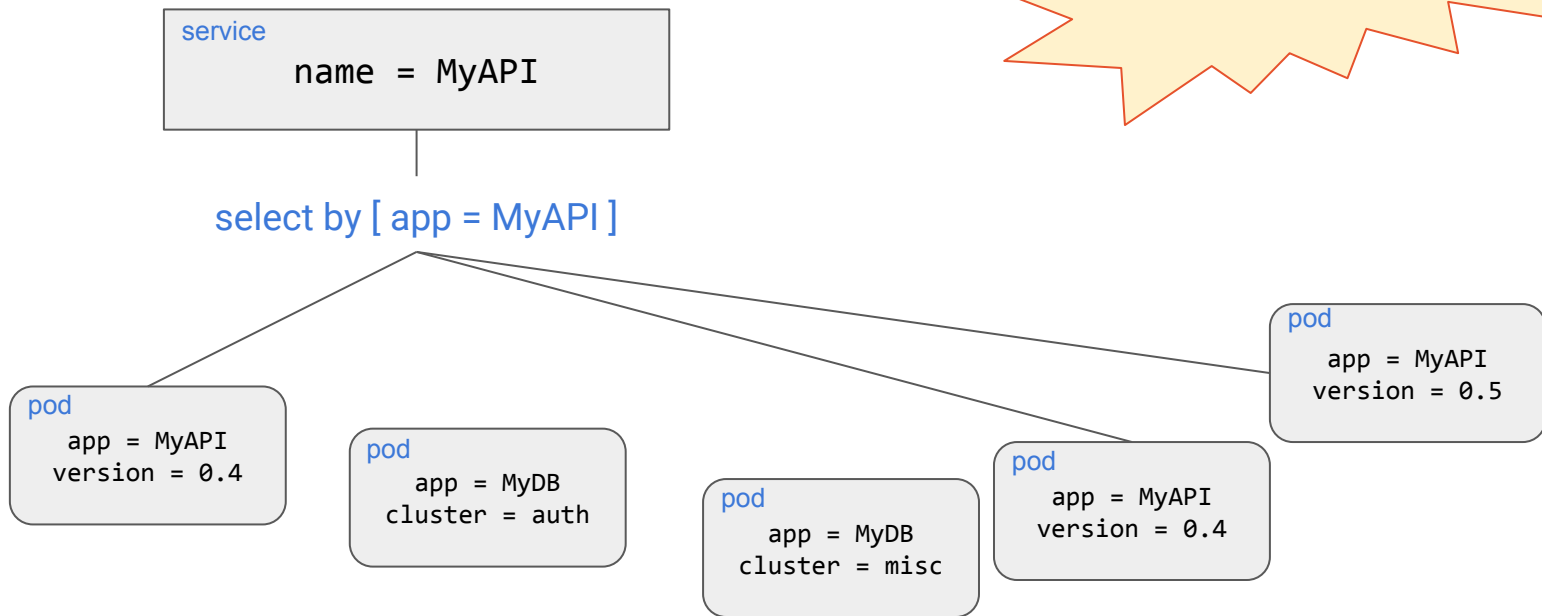 service
name = MyAPI
select by [ app = MyAPI ]
pod
app = MyAPI
version = 0.4
pod
app = MyDB
cluster = auth
pod
app = MyDB
cluster = misc
pod
app = MyAPI
version = 0.4
pod
app = MyAPI
version = 0.5